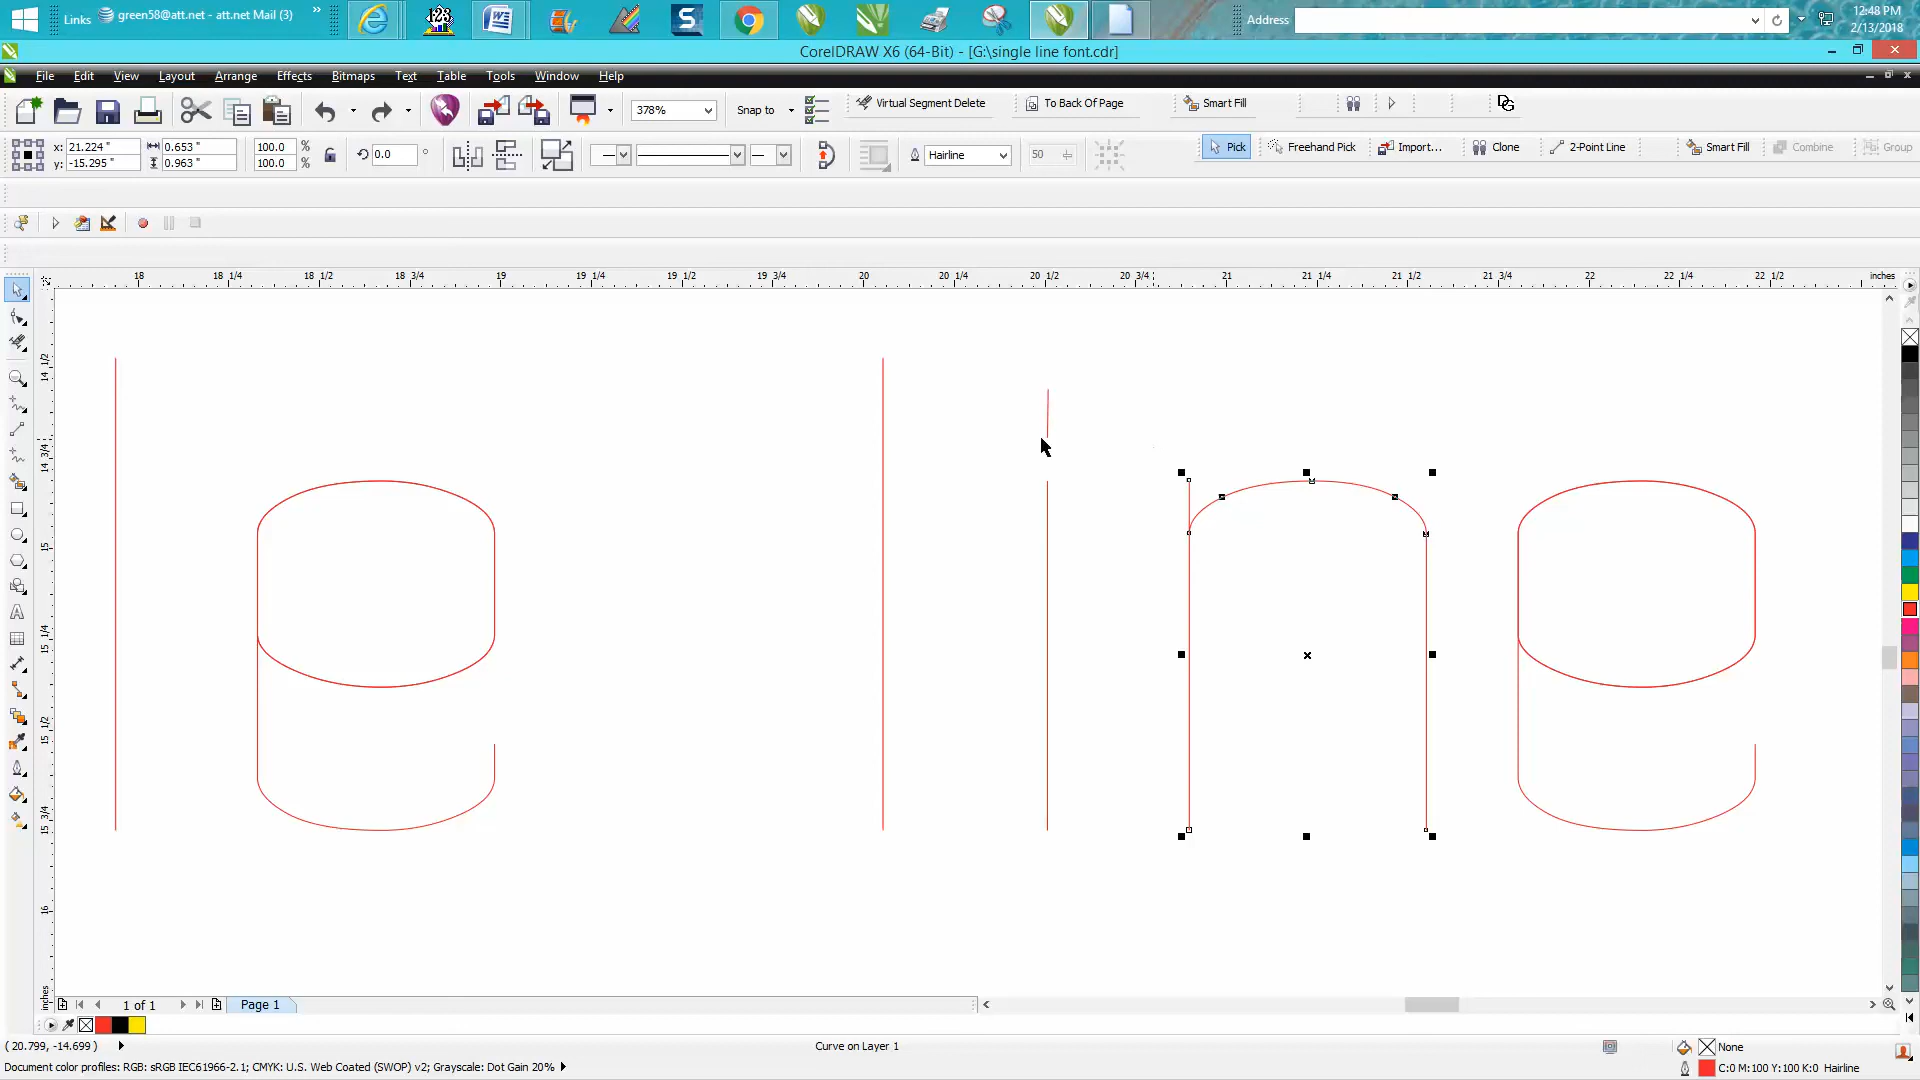 Links green58@att.net - att.net Mail (3) » 123 Address 12:48 PM
2/13/2018
CorelDRAW X6 (64-Bit) - [G:\single line font.cdr]
File Edit View Layout Arrange Effects Bitmaps Text Table Tools Window Help
378% Snap to Virtual Segment Delete To Back Of Page Smart Fill
x: 21.224 " 0.653 " 100.0 % 0.0 ° Hairline 50 Pick Freehand Pick Import... Clone 2-Point Line Smart Fill Combine Group
y: -15.295 " 0.963 " 100.0 %
18 18 1/4 18 1/2 18 3/4 19 19 1/4 19 1/2 19 3/4 20 20 1/4 20 1/2 20 3/4 21 21 1/4 21 1/2 21 3/4 22 22 1/4 22 1/2 inches
14 1/2
14 3/4
15
15 1/4
15 1/2
15 3/4
16
inches
le line
1 of 1 Page 1
( 20.799, -14.699 ) Curve on Layer 1 None
Document color profiles: RGB: sRGB IEC61966-2.1; CMYK: U.S. Web Coated (SWOP) v2; Grayscale: Dot Gain 20% C:0 M:100 Y:100 K:0 Hairline